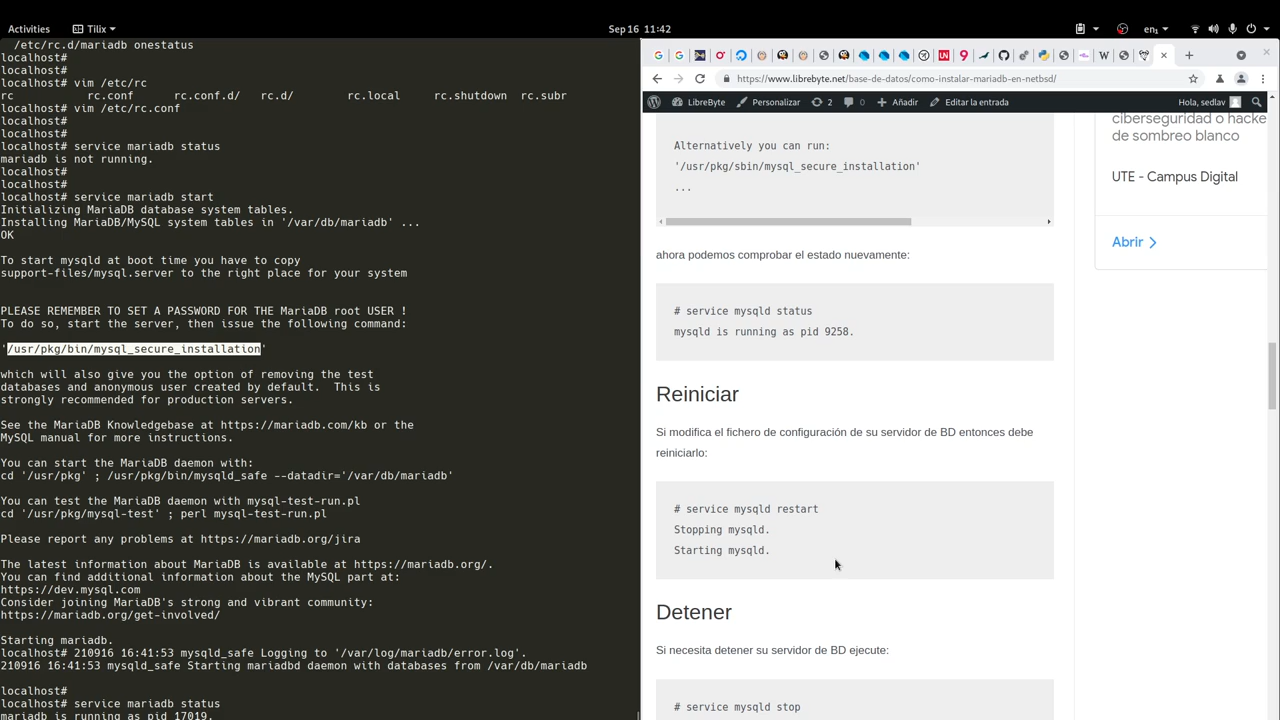 Activities
Tilix
Sep 16 11:42
en₁
/etc/rc.d/mariadb onestatus
localhost#
localhost#
localhost# vim /etc/rc
rc rc.conf rc.conf.d/ rc.d/ rc.local rc.shutdown rc.subr
localhost# vim /etc/rc.conf
localhost#
localhost#
localhost# service mariadb status
mariadb is not running.
localhost#
localhost#
localhost# service mariadb start
Initializing MariaDB database system tables.
Installing MariaDB/MySQL system tables in '/var/db/mariadb' ...
OK
To start mysqld at boot time you have to copy
support-files/mysql.server to the right place for your system
PLEASE REMEMBER TO SET A PASSWORD FOR THE MariaDB root USER !
To do so, start the server, then issue the following command:
'/usr/pkg/bin/mysql_secure_installation'
which will also give you the option of removing the test
databases and anonymous user created by default.  This is
strongly recommended for production servers.
See the MariaDB Knowledgebase at https://mariadb.com/kb or the
MySQL manual for more instructions.
You can start the MariaDB daemon with:
cd '/usr/pkg' ; /usr/pkg/bin/mysqld_safe --datadir='/var/db/mariadb'
You can test the MariaDB daemon with mysql-test-run.pl
cd '/usr/pkg/mysql-test' ; perl mysql-test-run.pl
Please report any problems at https://mariadb.org/jira
The latest information about MariaDB is available at https://mariadb.org/.
You can find additional information about the MySQL part at:
https://dev.mysql.com
Consider joining MariaDB's strong and vibrant community:
https://mariadb.org/get-involved/
Starting mariadb.
localhost# 210916 16:41:53 mysqld_safe Logging to '/var/log/mariadb/error.log'.
210916 16:41:53 mysqld_safe Starting mariadbd daemon with databases from /var/db/mariadb
localhost#
localhost# service mariadb status
mariadb is running as pid 17019.
https://www.librebyte.net/base-de-datos/como-instalar-mariadb-en-netbsd/
LibreByte
Personalizar
2
0
Añadir
Editar la entrada
Hola, sedlav
Alternatively you can run:
'/usr/pkg/sbin/mysql_secure_installation'
...
ahora podemos comprobar el estado nuevamente:
# service mysqld status
mysqld is running as pid 9258.
Reiniciar
Si modifica el fichero de configuración de su servidor de BD entonces debe
reiniciarlo:
# service mysqld restart
Stopping mysqld.
Starting mysqld.
Detener
Si necesita detener su servidor de BD ejecute:
# service mysqld stop
ciberseguridad o hacke
de sombreo blanco
UTE - Campus Digital
Abrir